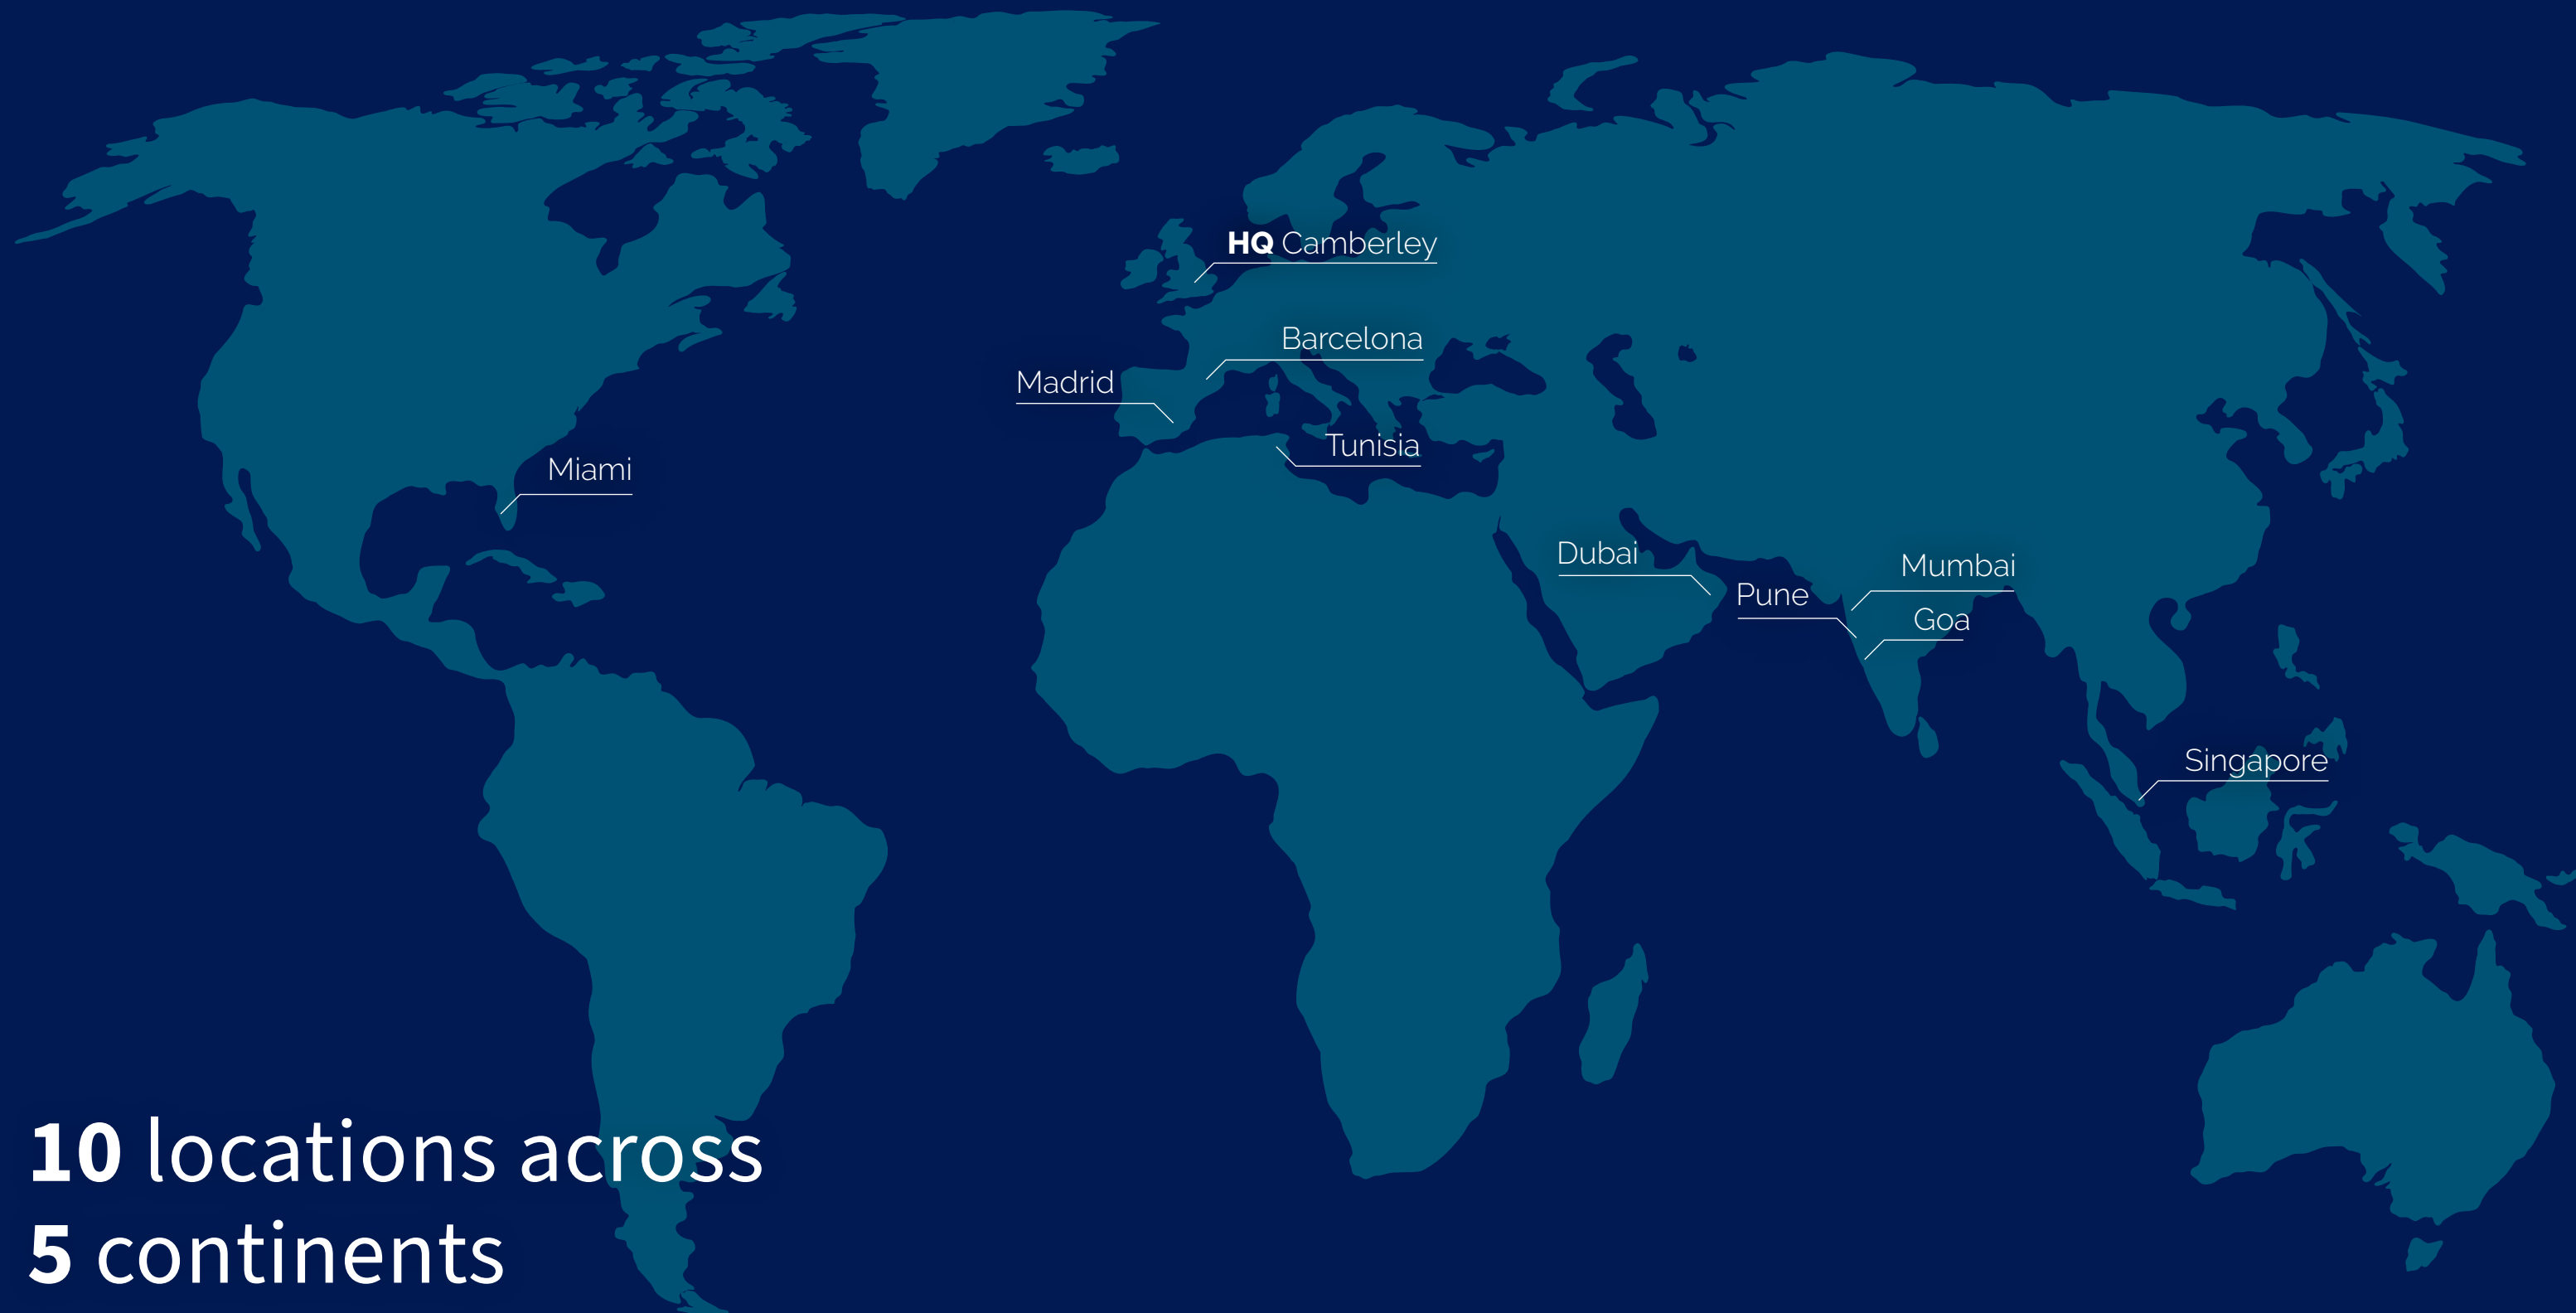 HQ Camberley
Barcelona
Madrid
Tunisia
Miami
Dubai
Mumbai
Pune
Goa
Singapore
10 locations across
5 continents